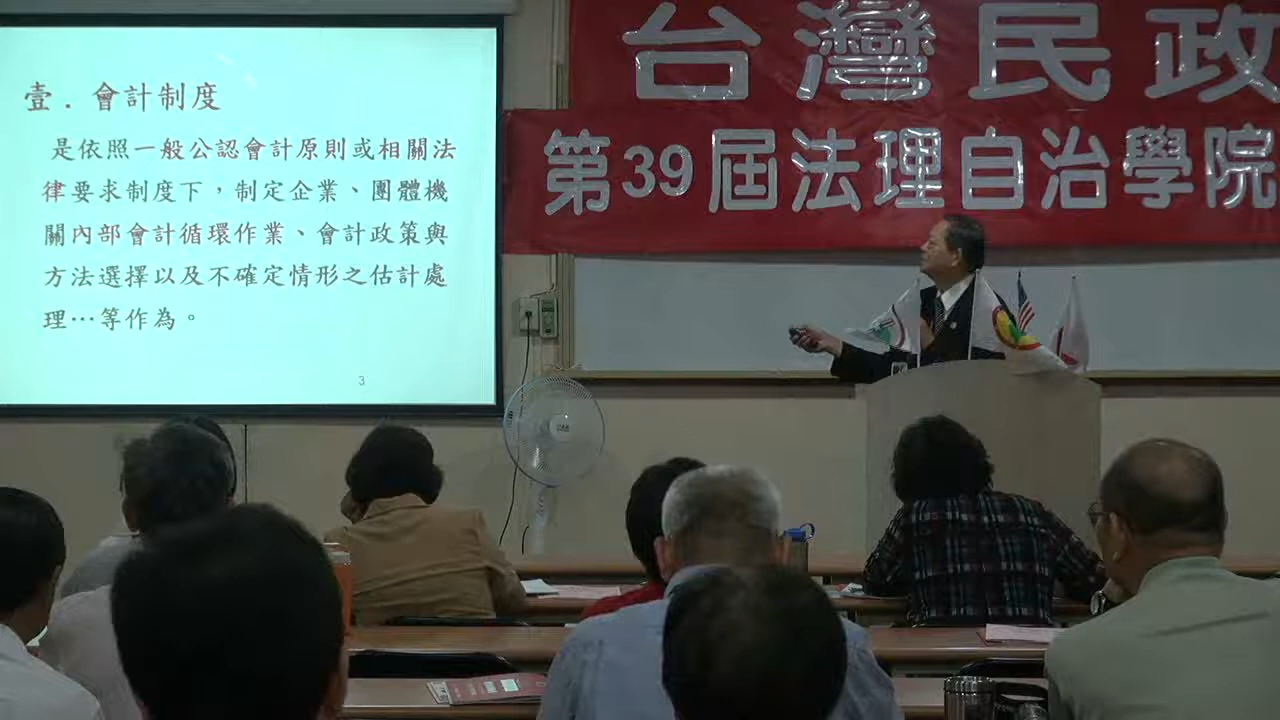 壹．會計制度
是依照一般公認會計原則或相關法
律要求制度下，制定企業、團體機
關內部會計循環作業、會計政策與
方法選擇以及不確定情形之估計處
理…等作為。
3
台灣民政
第39屆法理自治學院